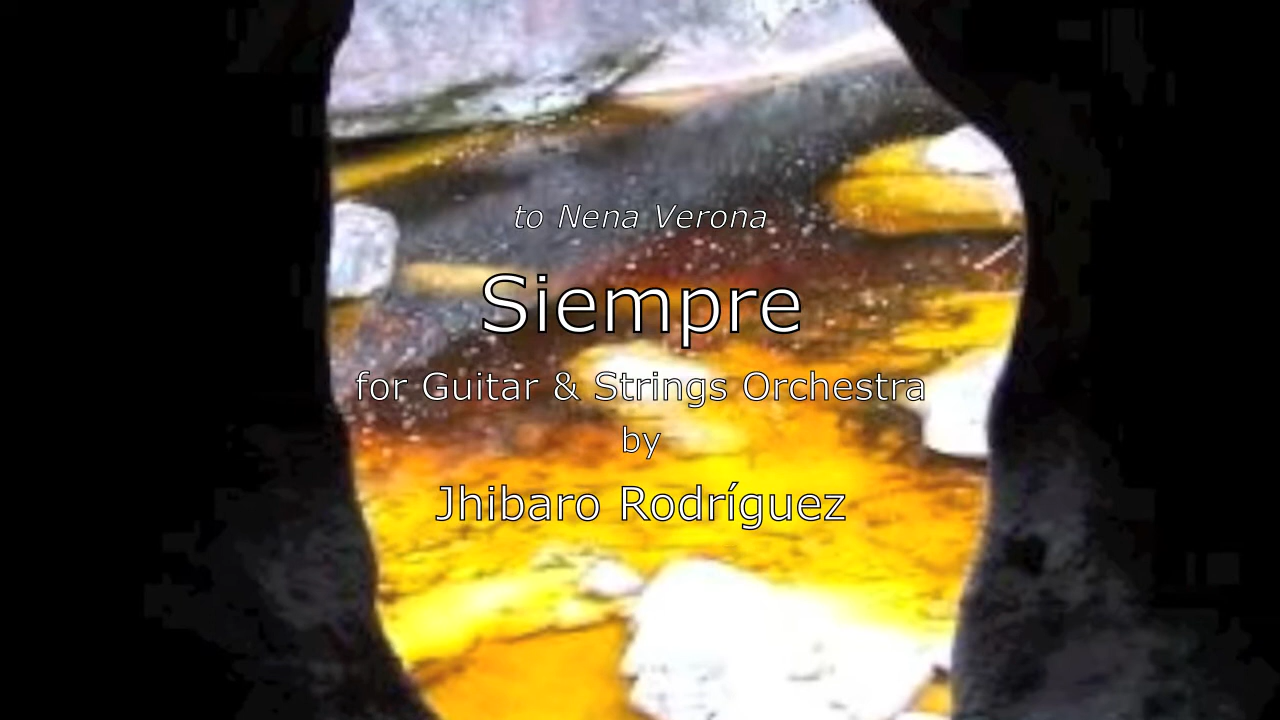 to Nena Verona
Siempre
for Guitar & Strings Orchestra
by
Jhibaro Rodríguez